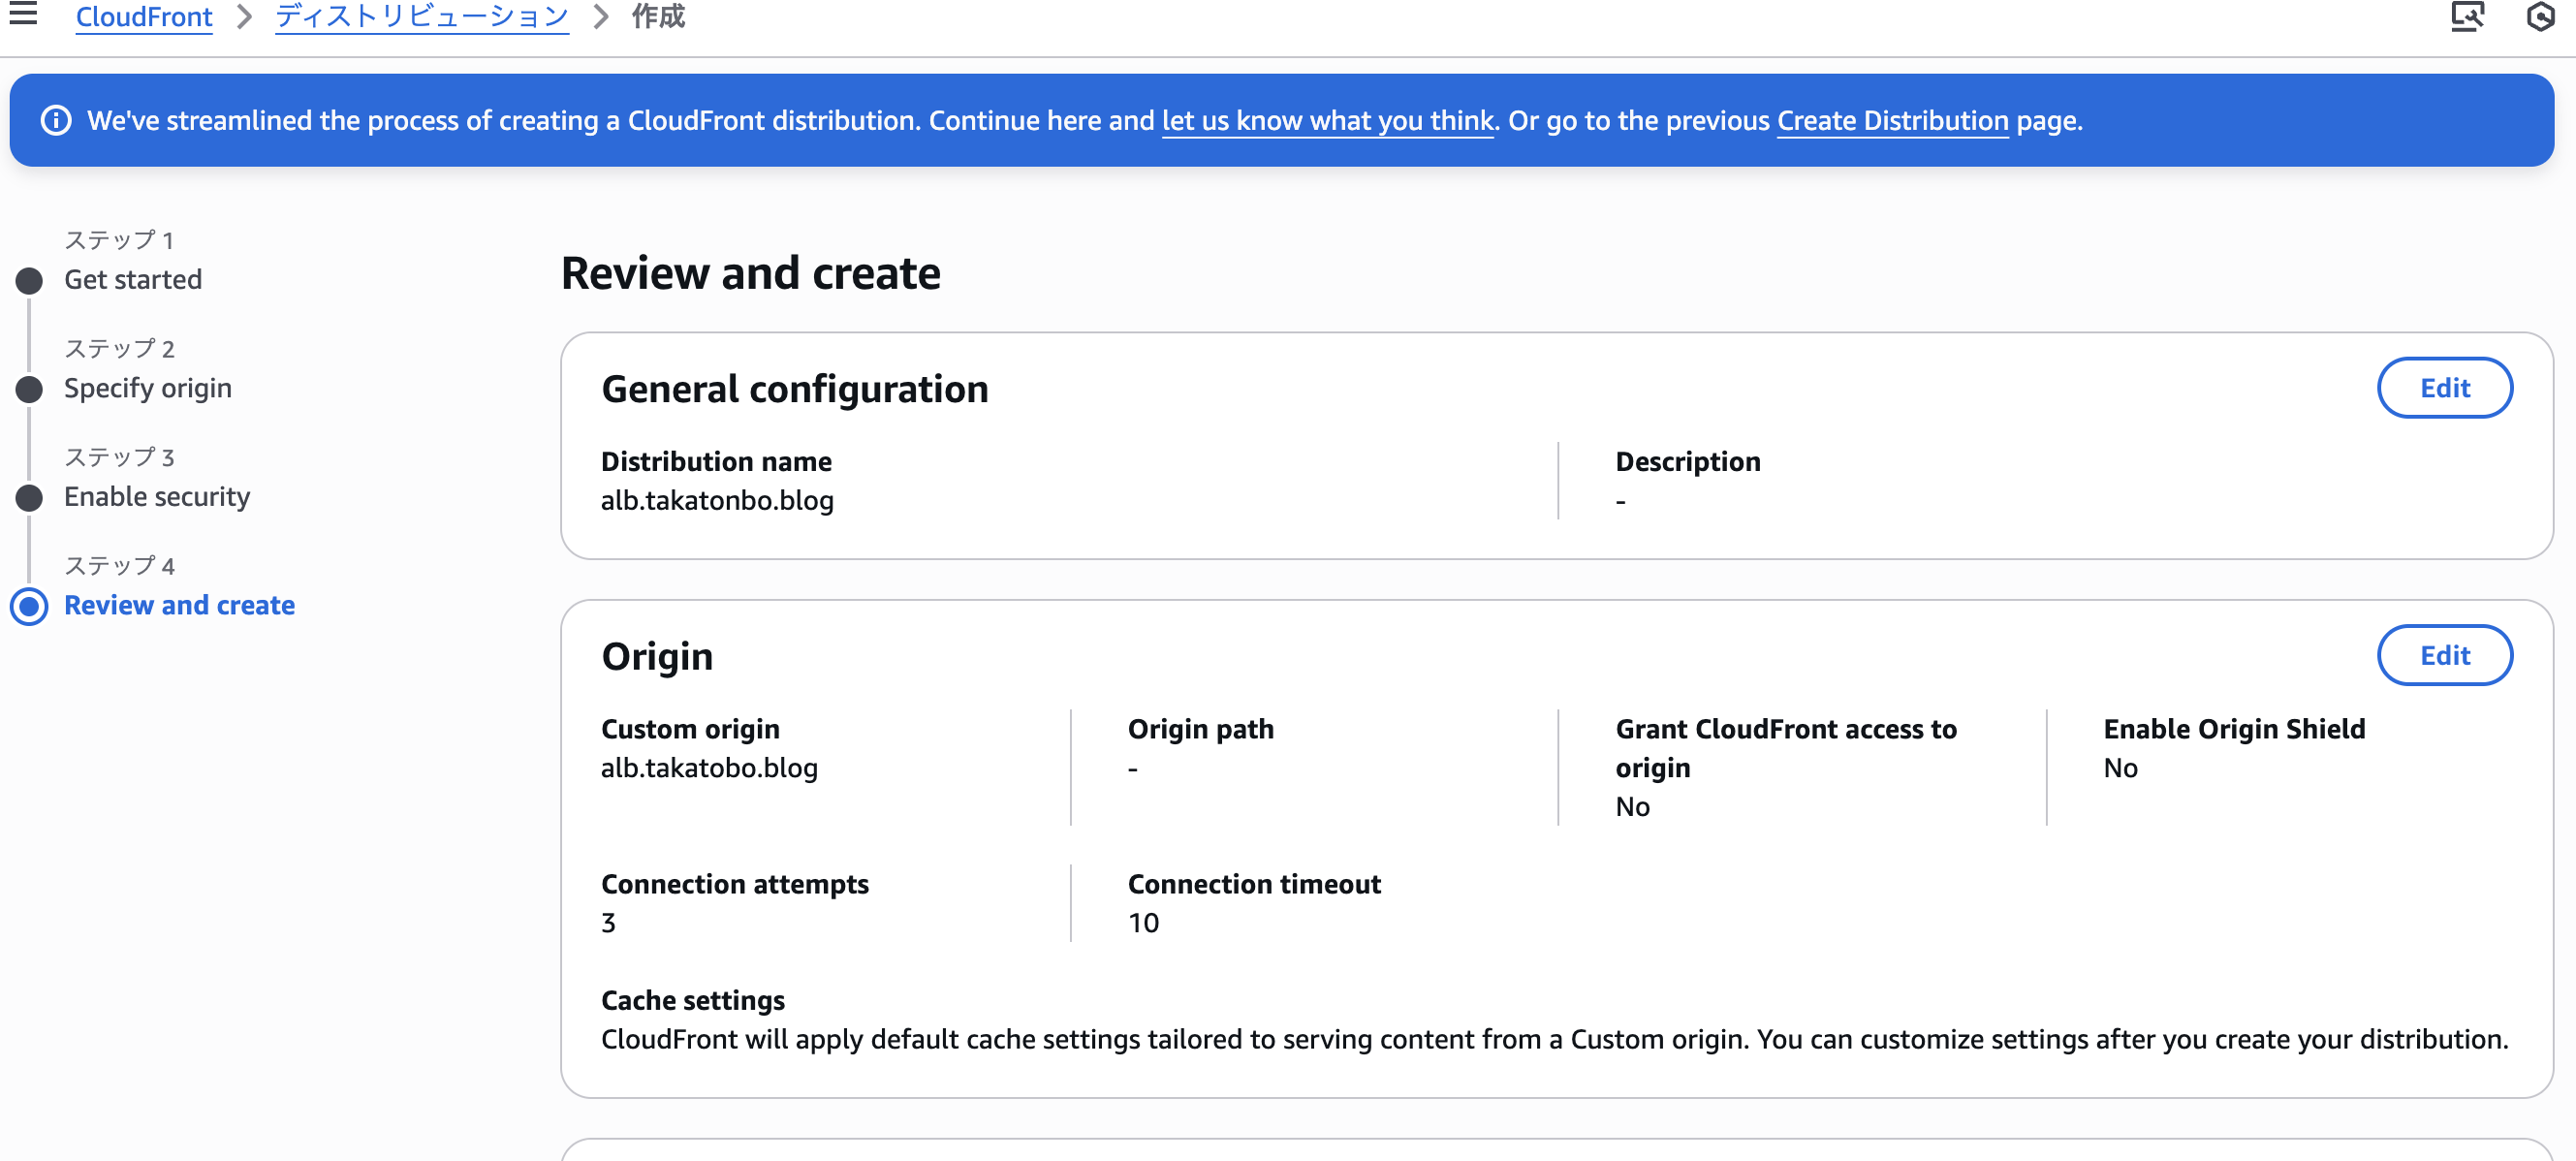 CloudFront > ディストリビューション > 作成
We've streamlined the process of creating a CloudFront distribution. Continue here and let us know what you think. Or go to the previous Create Distribution page.
ステップ 1
Get started
ステップ 2
Specify origin
ステップ 3
Enable security
ステップ 4
Review and create
Review and create
General configuration
Edit
Distribution name
alb.takatonbo.blog
Description
-
Origin
Edit
Custom origin
alb.takatobo.blog
Origin path
-
Grant CloudFront access to
origin
No
Enable Origin Shield
No
Connection attempts
3
Connection timeout
10
Cache settings
CloudFront will apply default cache settings tailored to serving content from a Custom origin. You can customize settings after you create your distribution.